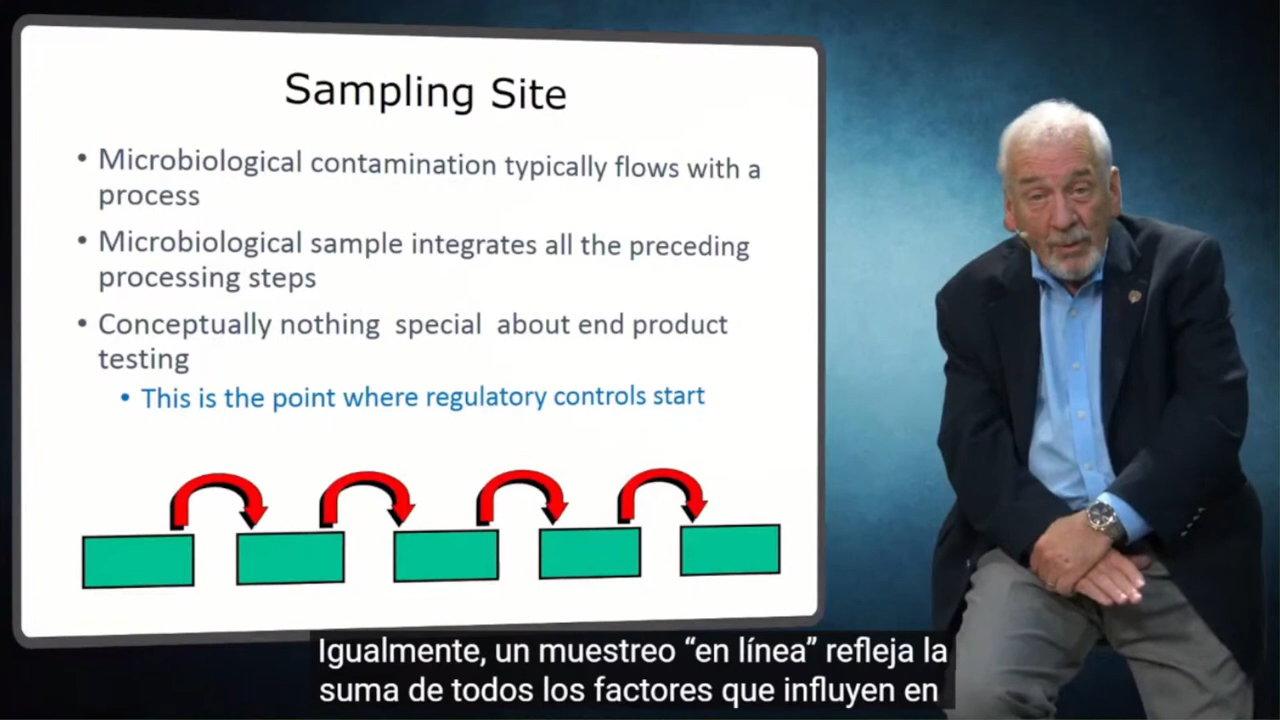 Sampling Site
• Microbiological contamination typically flows with a
process
• Microbiological sample integrates all the preceding
processing steps
• Conceptually nothing special about end product
testing
• This is the point where regulatory controls start
Igualmente, un muestreo “en línea” refleja la
suma de todos los factores que influyen en